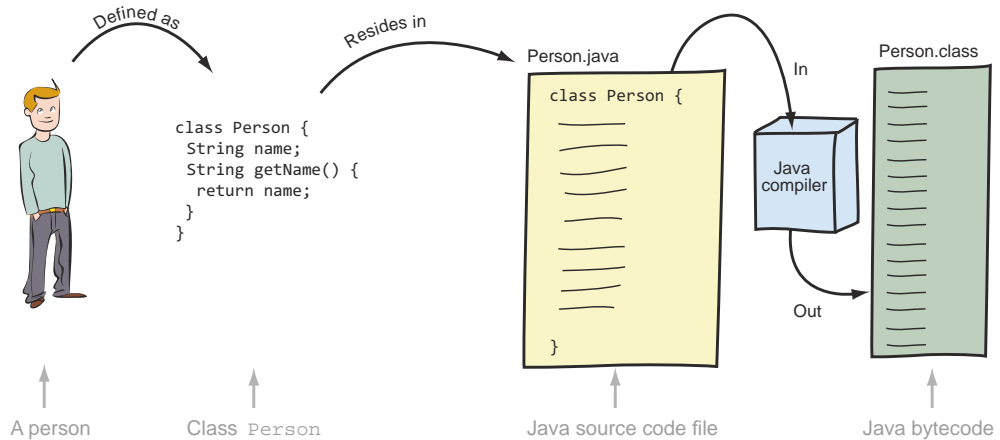 Defined as
class Person {
String name;
String getName() {
return name;
}
}
Resides in
Person.java
class Person {
}
In
Java
compiler
Out
Person.class
A person
Class Person
Java source code file
Java bytecode